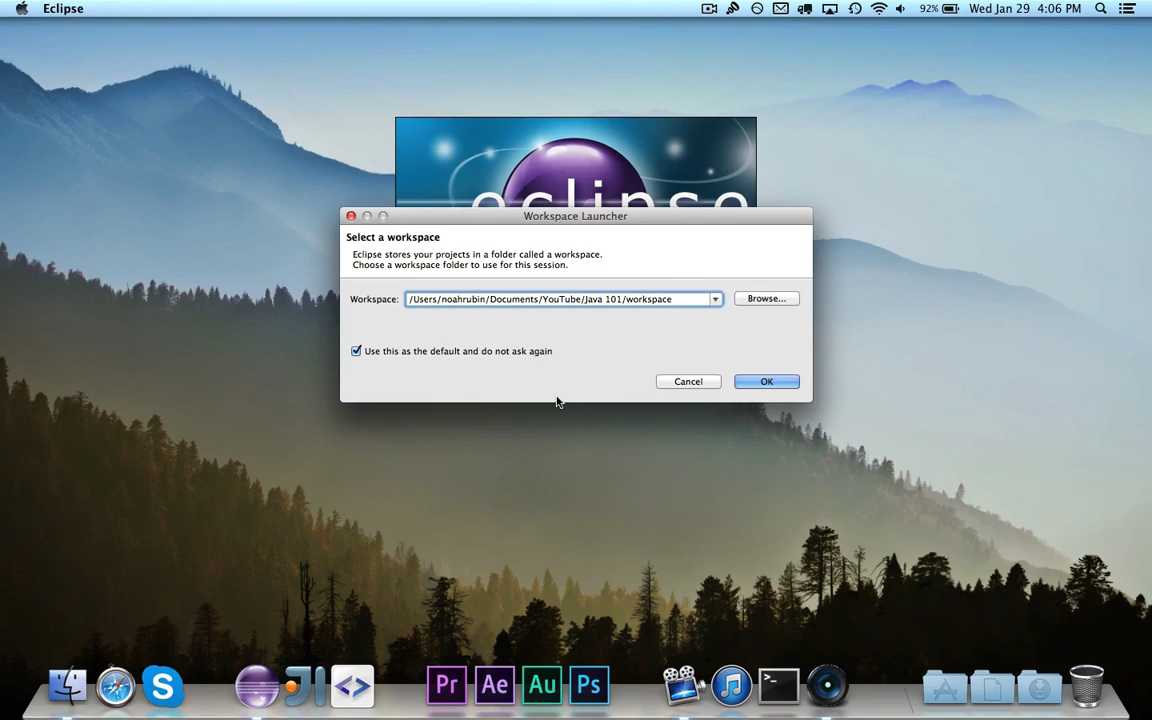 Eclipse
92%
Wed Jan 29 4:06 PM
eclipse
Workspace Launcher
Select a workspace
Eclipse stores your projects in a folder called a workspace.
Choose a workspace folder to use for this session.
Workspace: /Users/noahrubin/Documents/YouTube/Java 101/workspace Browse...
Use this as the default and do not ask again
Cancel OK
S JI <> Pr Ae Au Ps >_